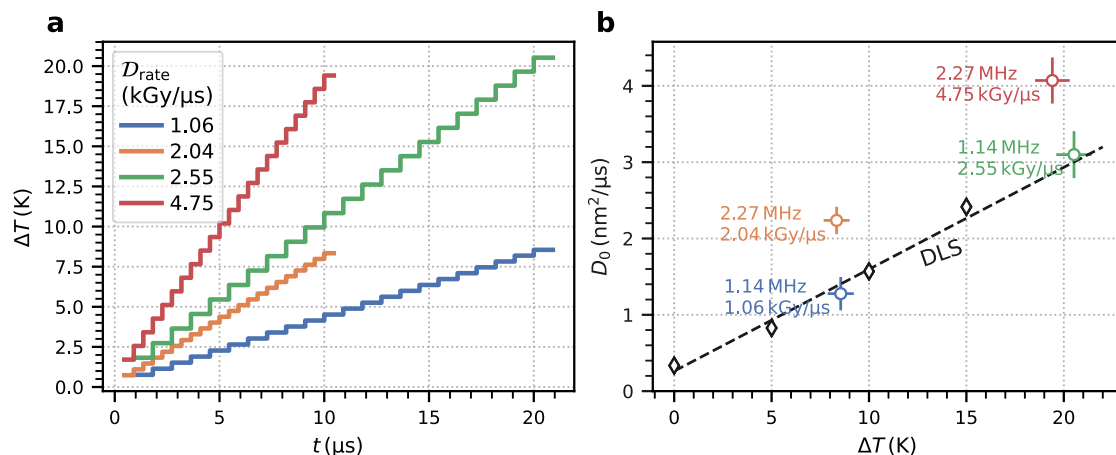 a
20.0
17.5
15.0
12.5
10.0
7.5
5.0
2.5
0.0
ΔT (K)
𝒟rate
(kGy/μs)
1.06
2.04
2.55
4.75
0 5 10 15 20
t (μs)
b
4
3
2
1
0
D₀ (nm²/μs)
2.27 MHz
4.75 kGy/μs
1.14 MHz
2.55 kGy/μs
2.27 MHz
2.04 kGy/μs
DLS
1.14 MHz
1.06 kGy/μs
0 5 10 15 20
ΔT (K)